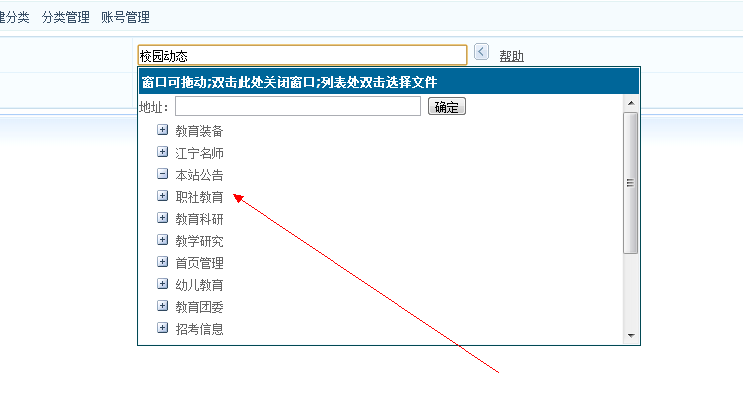 建分类 分类管理 账号管理
校园动态 帮助
窗口可拖动;双击此处关闭窗口;列表处双击选择文件
地址: 确定
教育装备
江宁名师
本站公告
职社教育
教育科研
教学研究
首页管理
幼儿教育
教育团委
招考信息